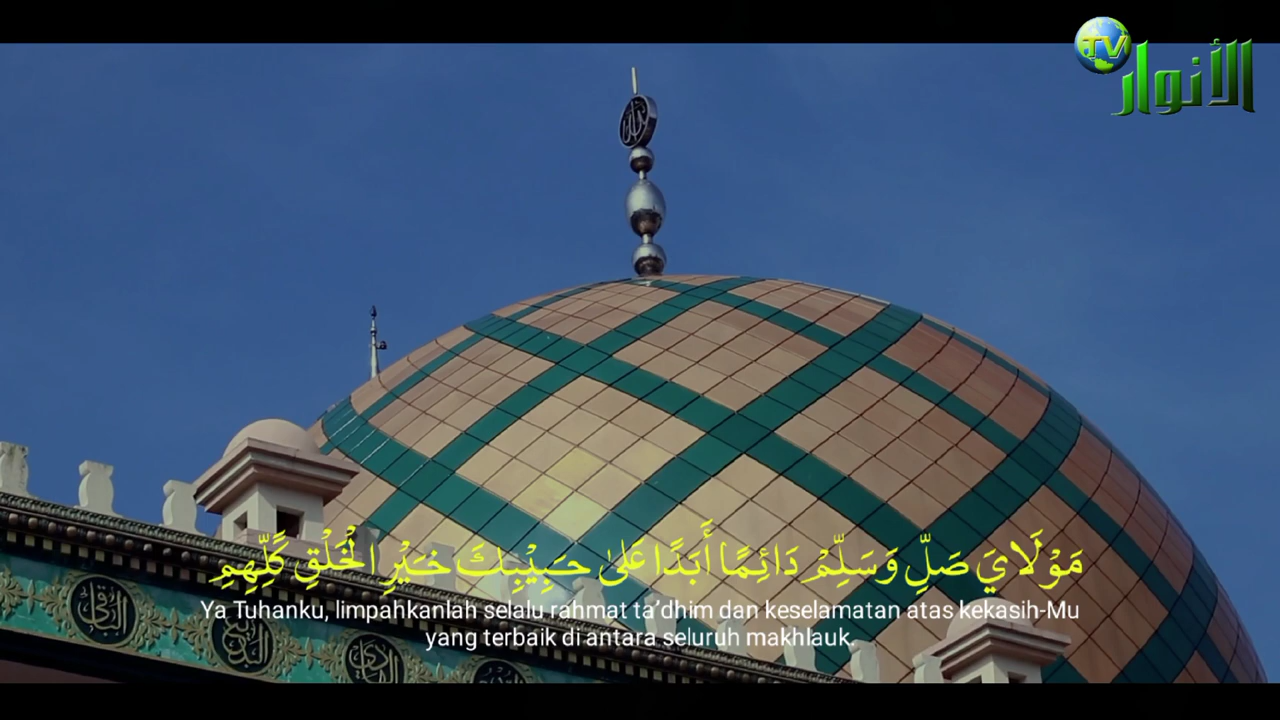 TV
الأنوار
مَوْلَايَ صَلِّ وَسَلِّمْ دَائِمًا أَبَدًا عَلىٰ حَبِيْبِكَ خَيْرِ الْخَلْقِ كُلِّهِمِ
Ya Tuhanku, limpahkanlah selalu rahmat ta’dhim dan keselamatan atas kekasih-Mu
yang terbaik di antara seluruh makhlauk.